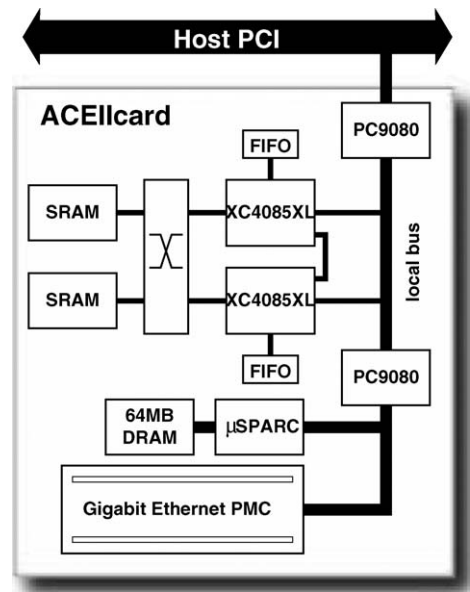 Host PCI
ACEIIcard
PC9080
FIFO
SRAM
XC4085XL
SRAM
XC4085XL
local bus
FIFO
PC9080
64MB
DRAM
µSPARC
Gigabit Ethernet PMC